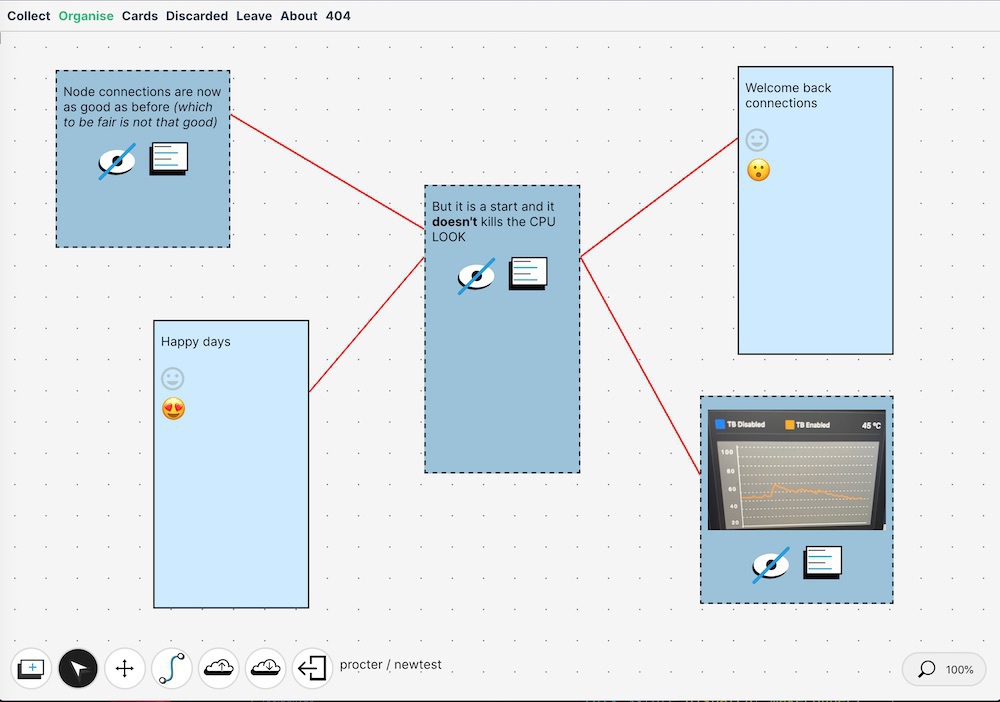 Collect Organise Cards Discarded Leave About 404
Node connections are now
as good as before (which
to be fair is not that good)
Welcome back
connections
But it is a start and it
doesn't kills the CPU
LOOK
Happy days
TB Disabled TB Enabled 45 ºC
100
80
60
40
20
procter / newtest
100%